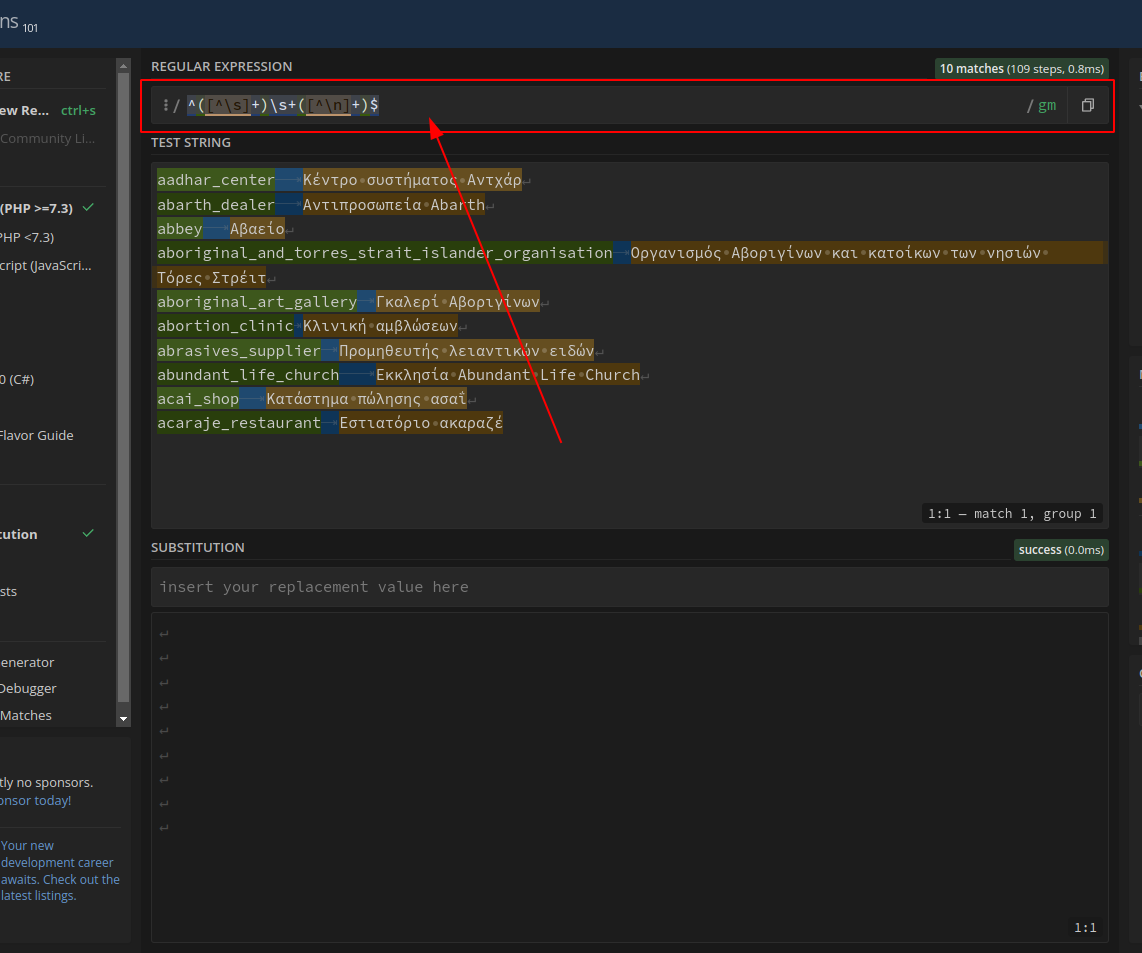 ns 101
RE
ew Re... ctrl+s
Community Li...
(PHP >=7.3)
PHP <7.3)
cript (JavaScri...
0 (C#)
Flavor Guide
tution
sts
enerator
Debugger
Matches
tly no sponsors.
onsor today!
Your new
development career
awaits. Check out the
latest listings.
REGULAR EXPRESSION
10 matches (109 steps, 0.8ms)
/ ^([^\s]+)\s+([^\n]+)$ / gm
TEST STRING
aadhar_center Κέντρο συστήματος Αντχάρ
abarth_dealer Αντιπροσωπεία Abarth
abbey Αβαείο
aboriginal_and_torres_strait_islander_organisation Οργανισμός Αβοριγίνων και κατοίκων των νησιών
Τόρες Στρέιτ
aboriginal_art_gallery Γκαλερί Αβοριγίνων
abortion_clinic Κλινική αμβλώσεων
abrasives_supplier Προμηθευτής λειαντικών ειδών
abundant_life_church Εκκλησία Abundant Life Church
acai_shop Κατάστημα πώλησης ασαΐ
acaraje_restaurant Εστιατόριο ακαραζέ
1:1 – match 1, group 1
SUBSTITUTION
success (0.0ms)
insert your replacement value here
1:1